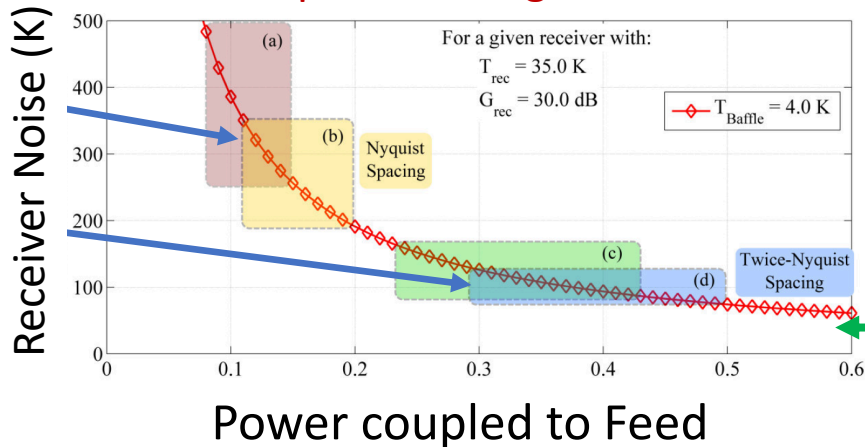 Receiver Noise (K)
500
400
300
200
100
0
(a)
(b)
Nyquist
Spacing
For a given receiver with:
T_rec = 35.0 K
G_rec = 30.0 dB
T_Baffle = 4.0 K
(c)
(d)
Twice-Nyquist
Spacing
0 0.1 0.2 0.3 0.4 0.5 0.6
Power coupled to Feed